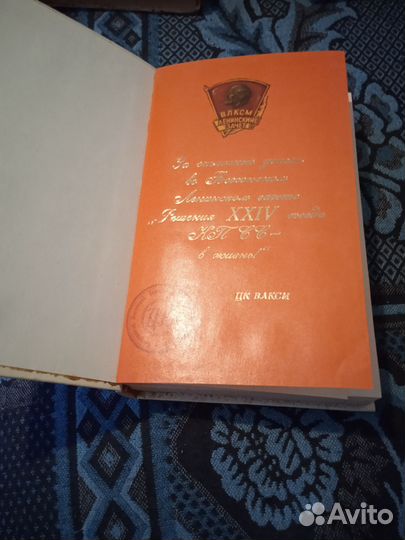 ВЛКСМ
ЛЕНИНСКИЙ
ЗАЧЕТ
За отличные успехи
во Всесоюзном
Ленинском зачете
„Решения XXIV съезда
КПСС —
в жизнь!“
ЦК ВЛКСМ
Avito